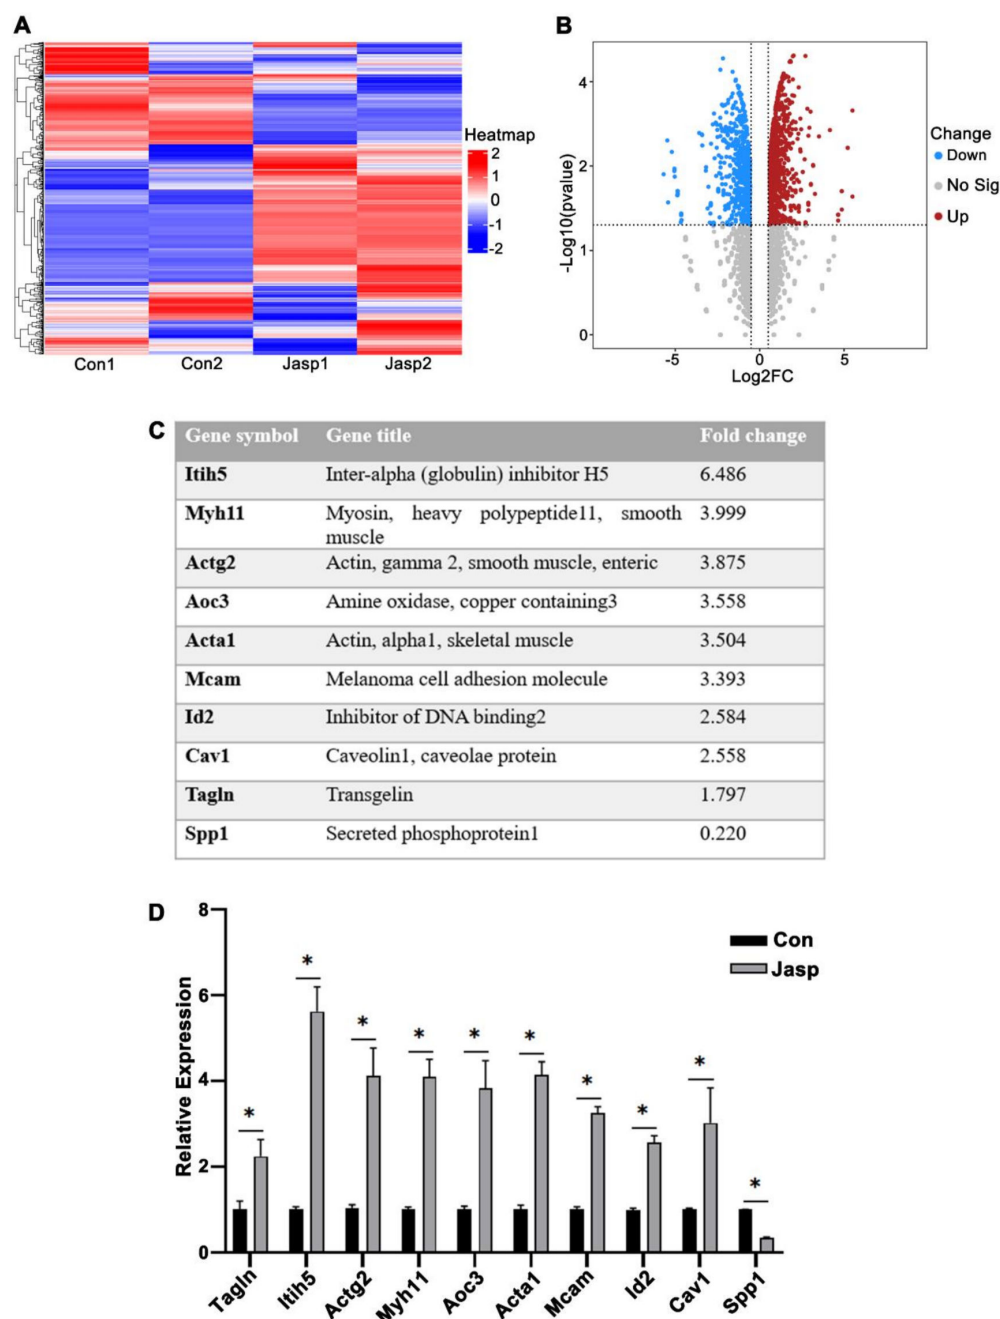 A
Heatmap
2
1
0
-1
-2
Con1 Con2 Jasp1 Jasp2
B
-Log10(pvalue)
4
2
1
0
-5 0 5
Log2FC
Change
Down
No Sig
Up
C
Gene symbol Gene title Fold change
Itih5 Inter-alpha (globulin) inhibitor H5 6.486
Myh11 Myosin, heavy polypeptide11, smooth 3.999
muscle
Actg2 Actin, gamma 2, smooth muscle, enteric 3.875
Aoc3 Amine oxidase, copper containing3 3.558
Acta1 Actin, alpha1, skeletal muscle 3.504
Mcam Melanoma cell adhesion molecule 3.393
Id2 Inhibitor of DNA binding2 2.584
Cav1 Caveolin1, caveolae protein 2.558
Tagln Transgelin 1.797
Spp1 Secreted phosphoprotein1 0.220
D
Relative Expression
8
6
4
2
0
* * * * * * * * * *
Con
Jasp
Tagln Itih5 Actg2 Myh11 Aoc3 Acta1 Mcam Id2 Cav1 Spp1